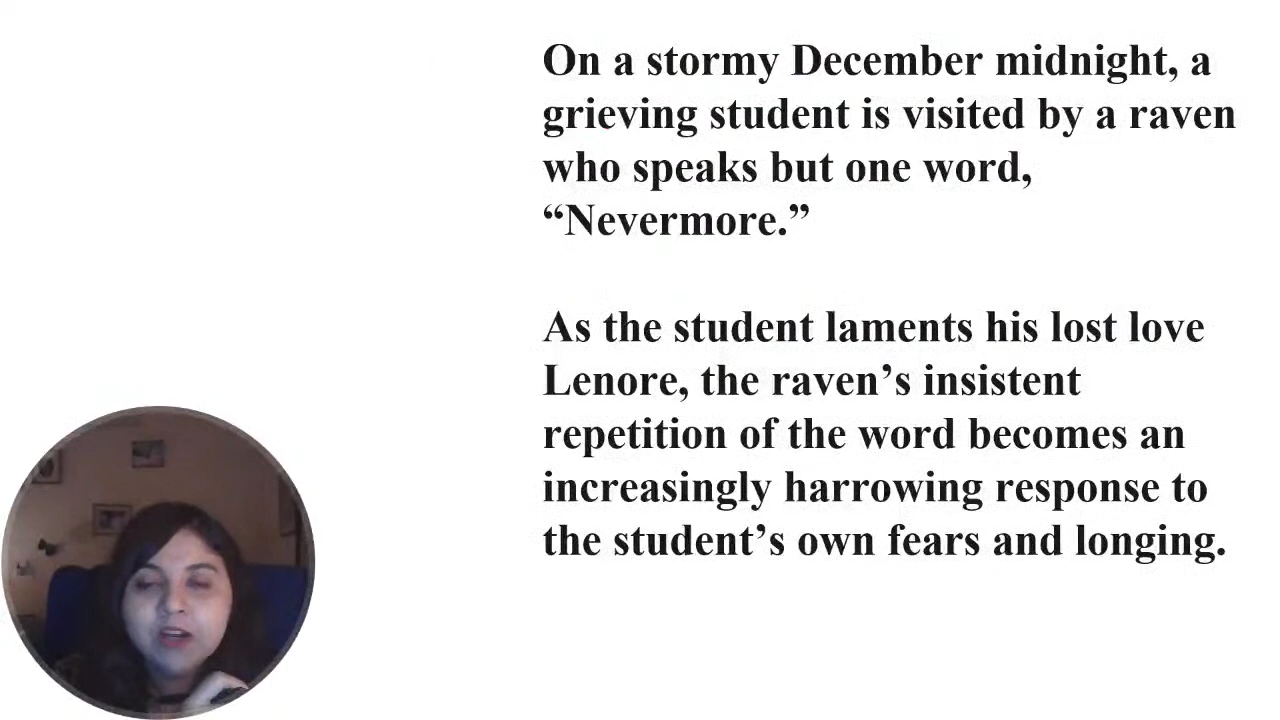 On a stormy December midnight, a
grieving student is visited by a raven
who speaks but one word,
“Nevermore.”
As the student laments his lost love
Lenore, the raven’s insistent
repetition of the word becomes an
increasingly harrowing response to
the student’s own fears and longing.